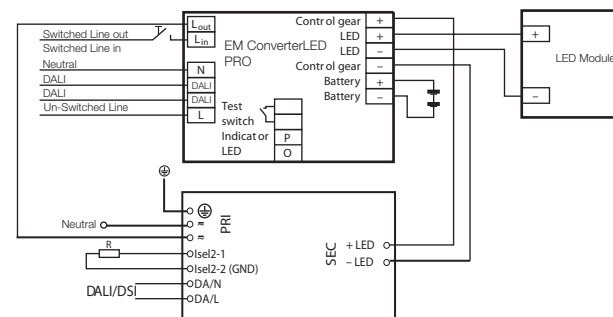 Switched Line out
Switched Line in
Neutral
DALI
DALI
Un-Switched Line
Lout
Lin
N
DALI
DALI
L
EM ConverterLED
PRO
Test
switch
Indicator
LED
P
O
Control gear +
LED +
LED –
Control gear –
Battery +
Battery –
+
–
LED Module
Neutral
R
DALI/DSI
PRI
Isel2-1
Isel2-2 (GND)
DA/N
DA/L
SEC
+ LED
– LED